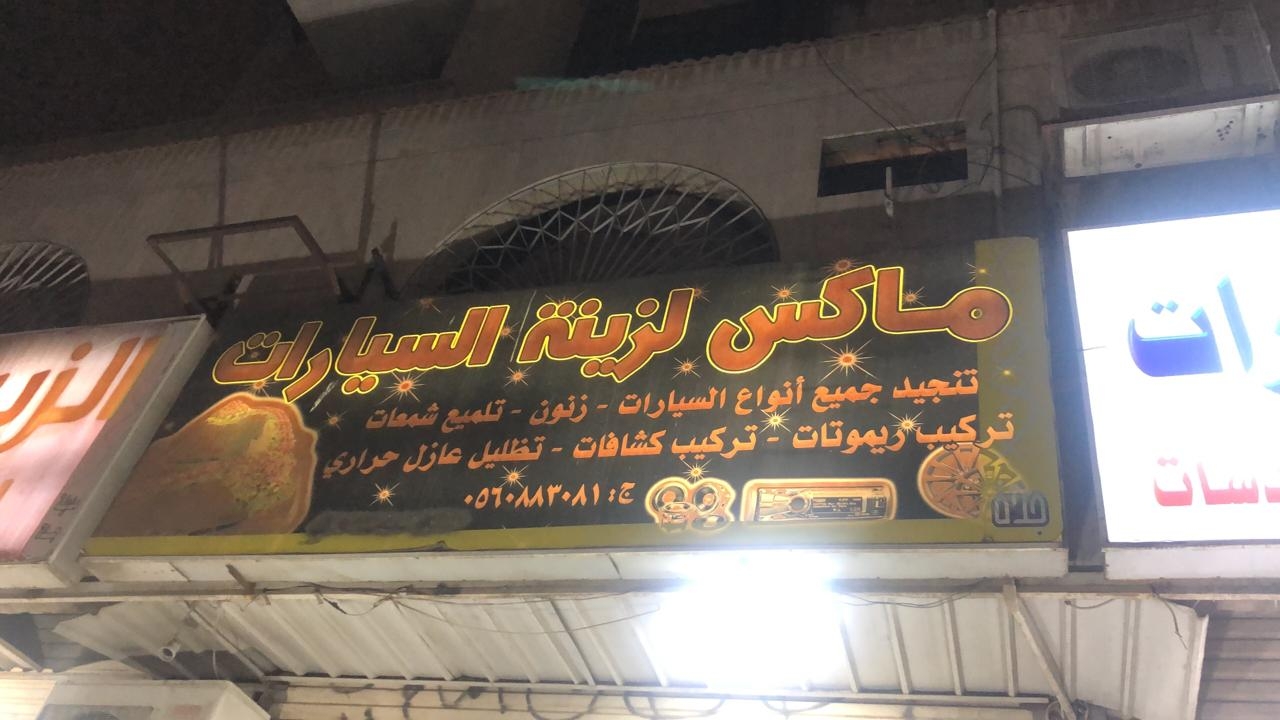 ماكس لزينة السيارات
تنجيد جميع أنواع السيارات - زنون - تلميع شمعات
تركيب ريموتات - تركيب كشافات - تظليل عازل حراري
ج: ٠٥٦٠٨٨٣٠٨١